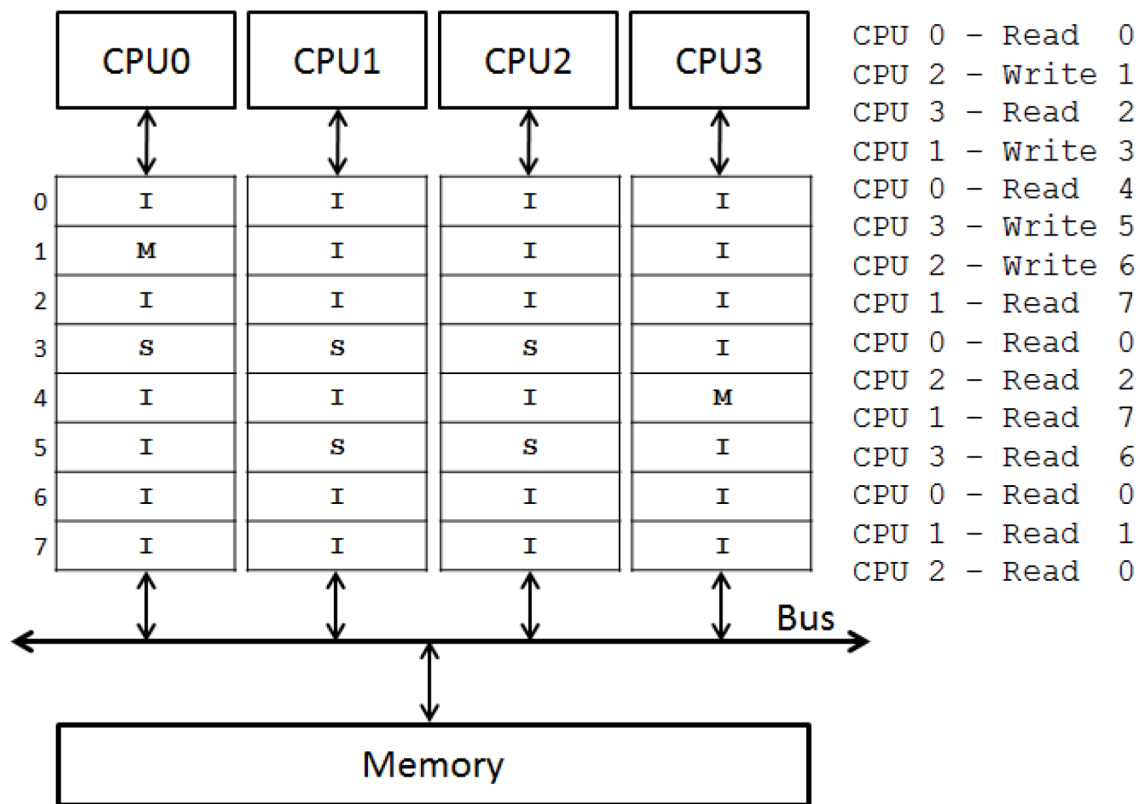 CPU0 CPU1 CPU2 CPU3
0 I I I I
1 M I I I
2 I I I I
3 S S S I
4 I I I M
5 I S S I
6 I I I I
7 I I I I
Bus
Memory
CPU 0 – Read 0
CPU 2 – Write 1
CPU 3 – Read 2
CPU 1 – Write 3
CPU 0 – Read 4
CPU 3 – Write 5
CPU 2 – Write 6
CPU 1 – Read 7
CPU 0 – Read 0
CPU 2 – Read 2
CPU 1 – Read 7
CPU 3 – Read 6
CPU 0 – Read 0
CPU 1 – Read 1
CPU 2 – Read 0